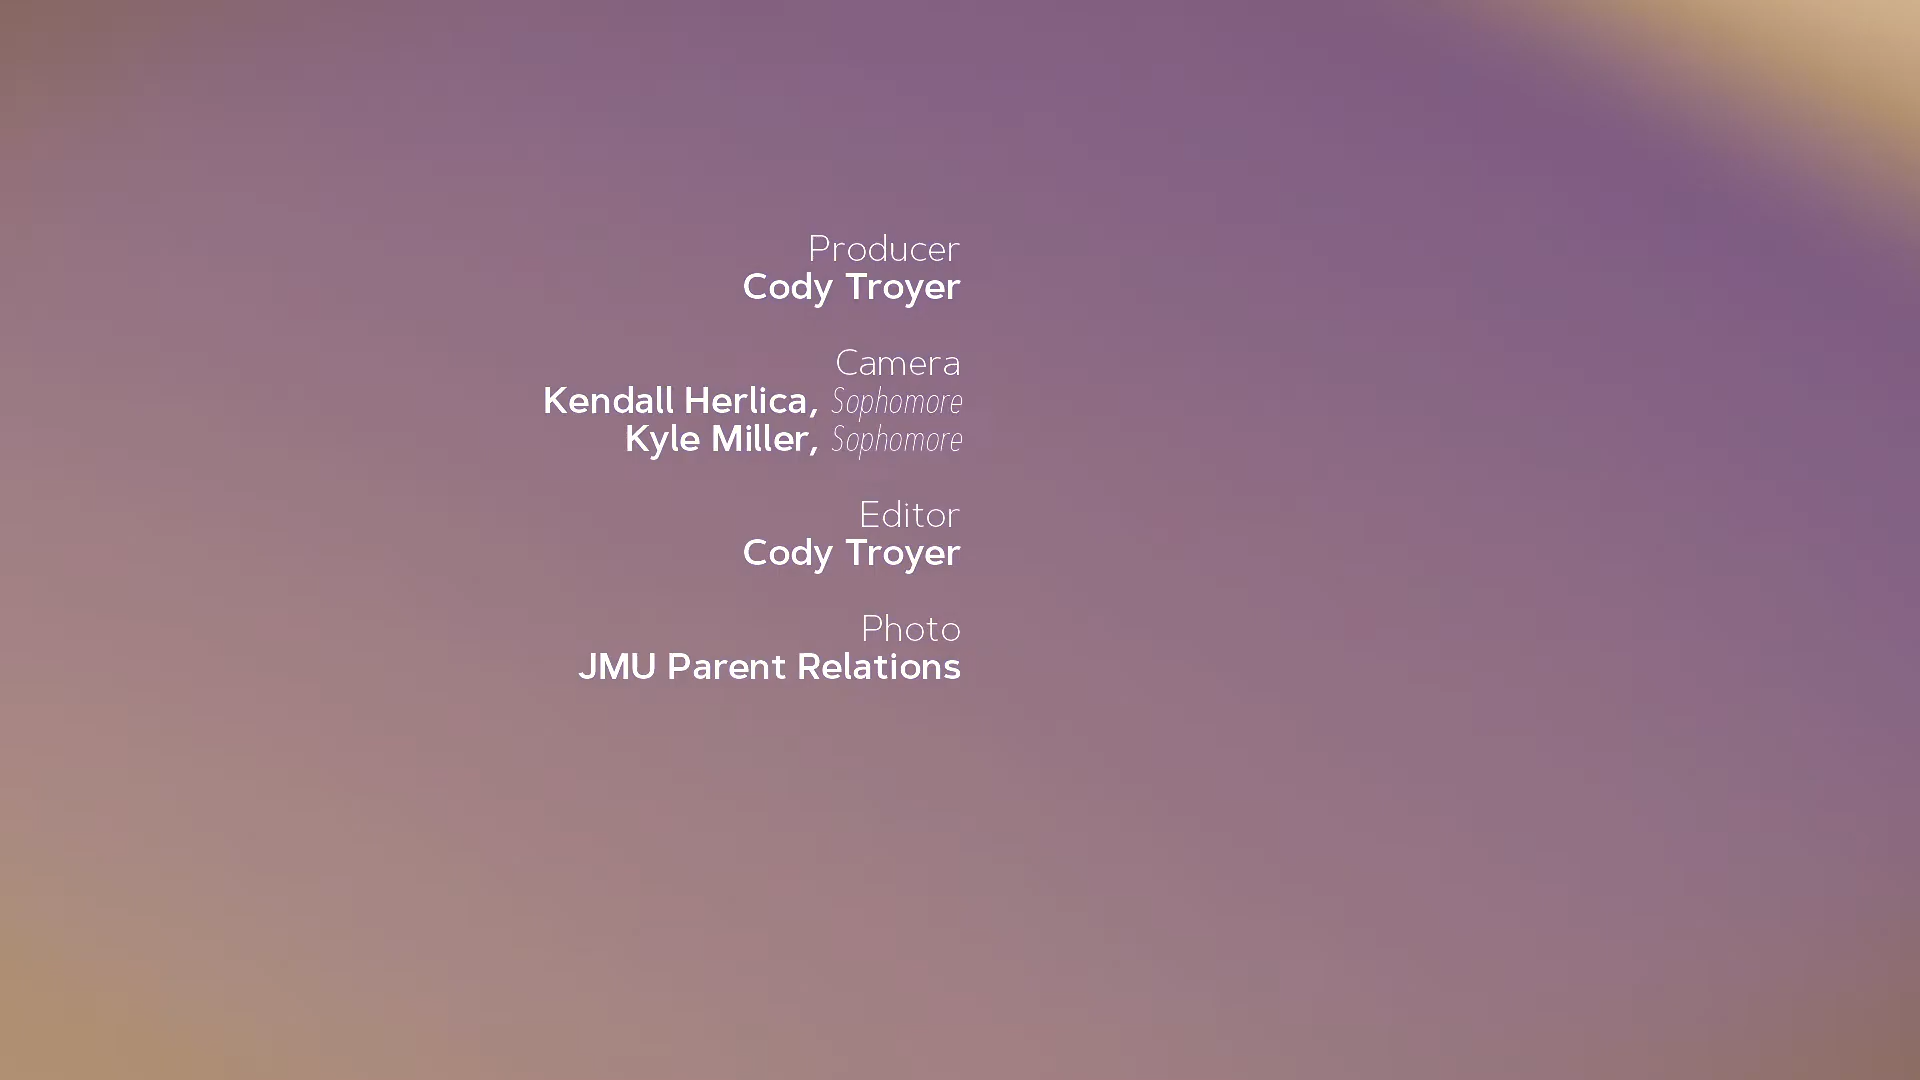 Producer
Cody Troyer
Camera
Kendall Herlica, Sophomore
Kyle Miller, Sophomore
Editor
Cody Troyer
Photo
JMU Parent Relations